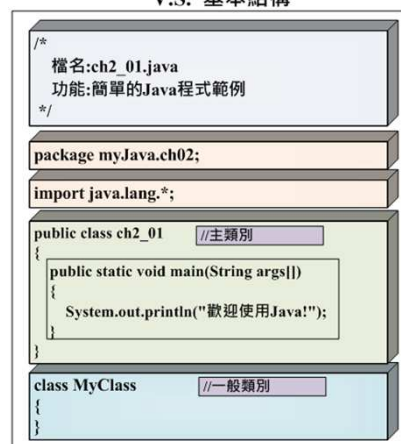 V.S. 基本結構
/*
檔名:ch2_01.java
功能:簡單的Java程式範例
*/
package myJava.ch02;
import java.lang.*;
public class ch2_01 //主類別
{
public static void main(String args[])
{
System.out.println("歡迎使用Java!");
}
}
class MyClass //一般類別
{
}